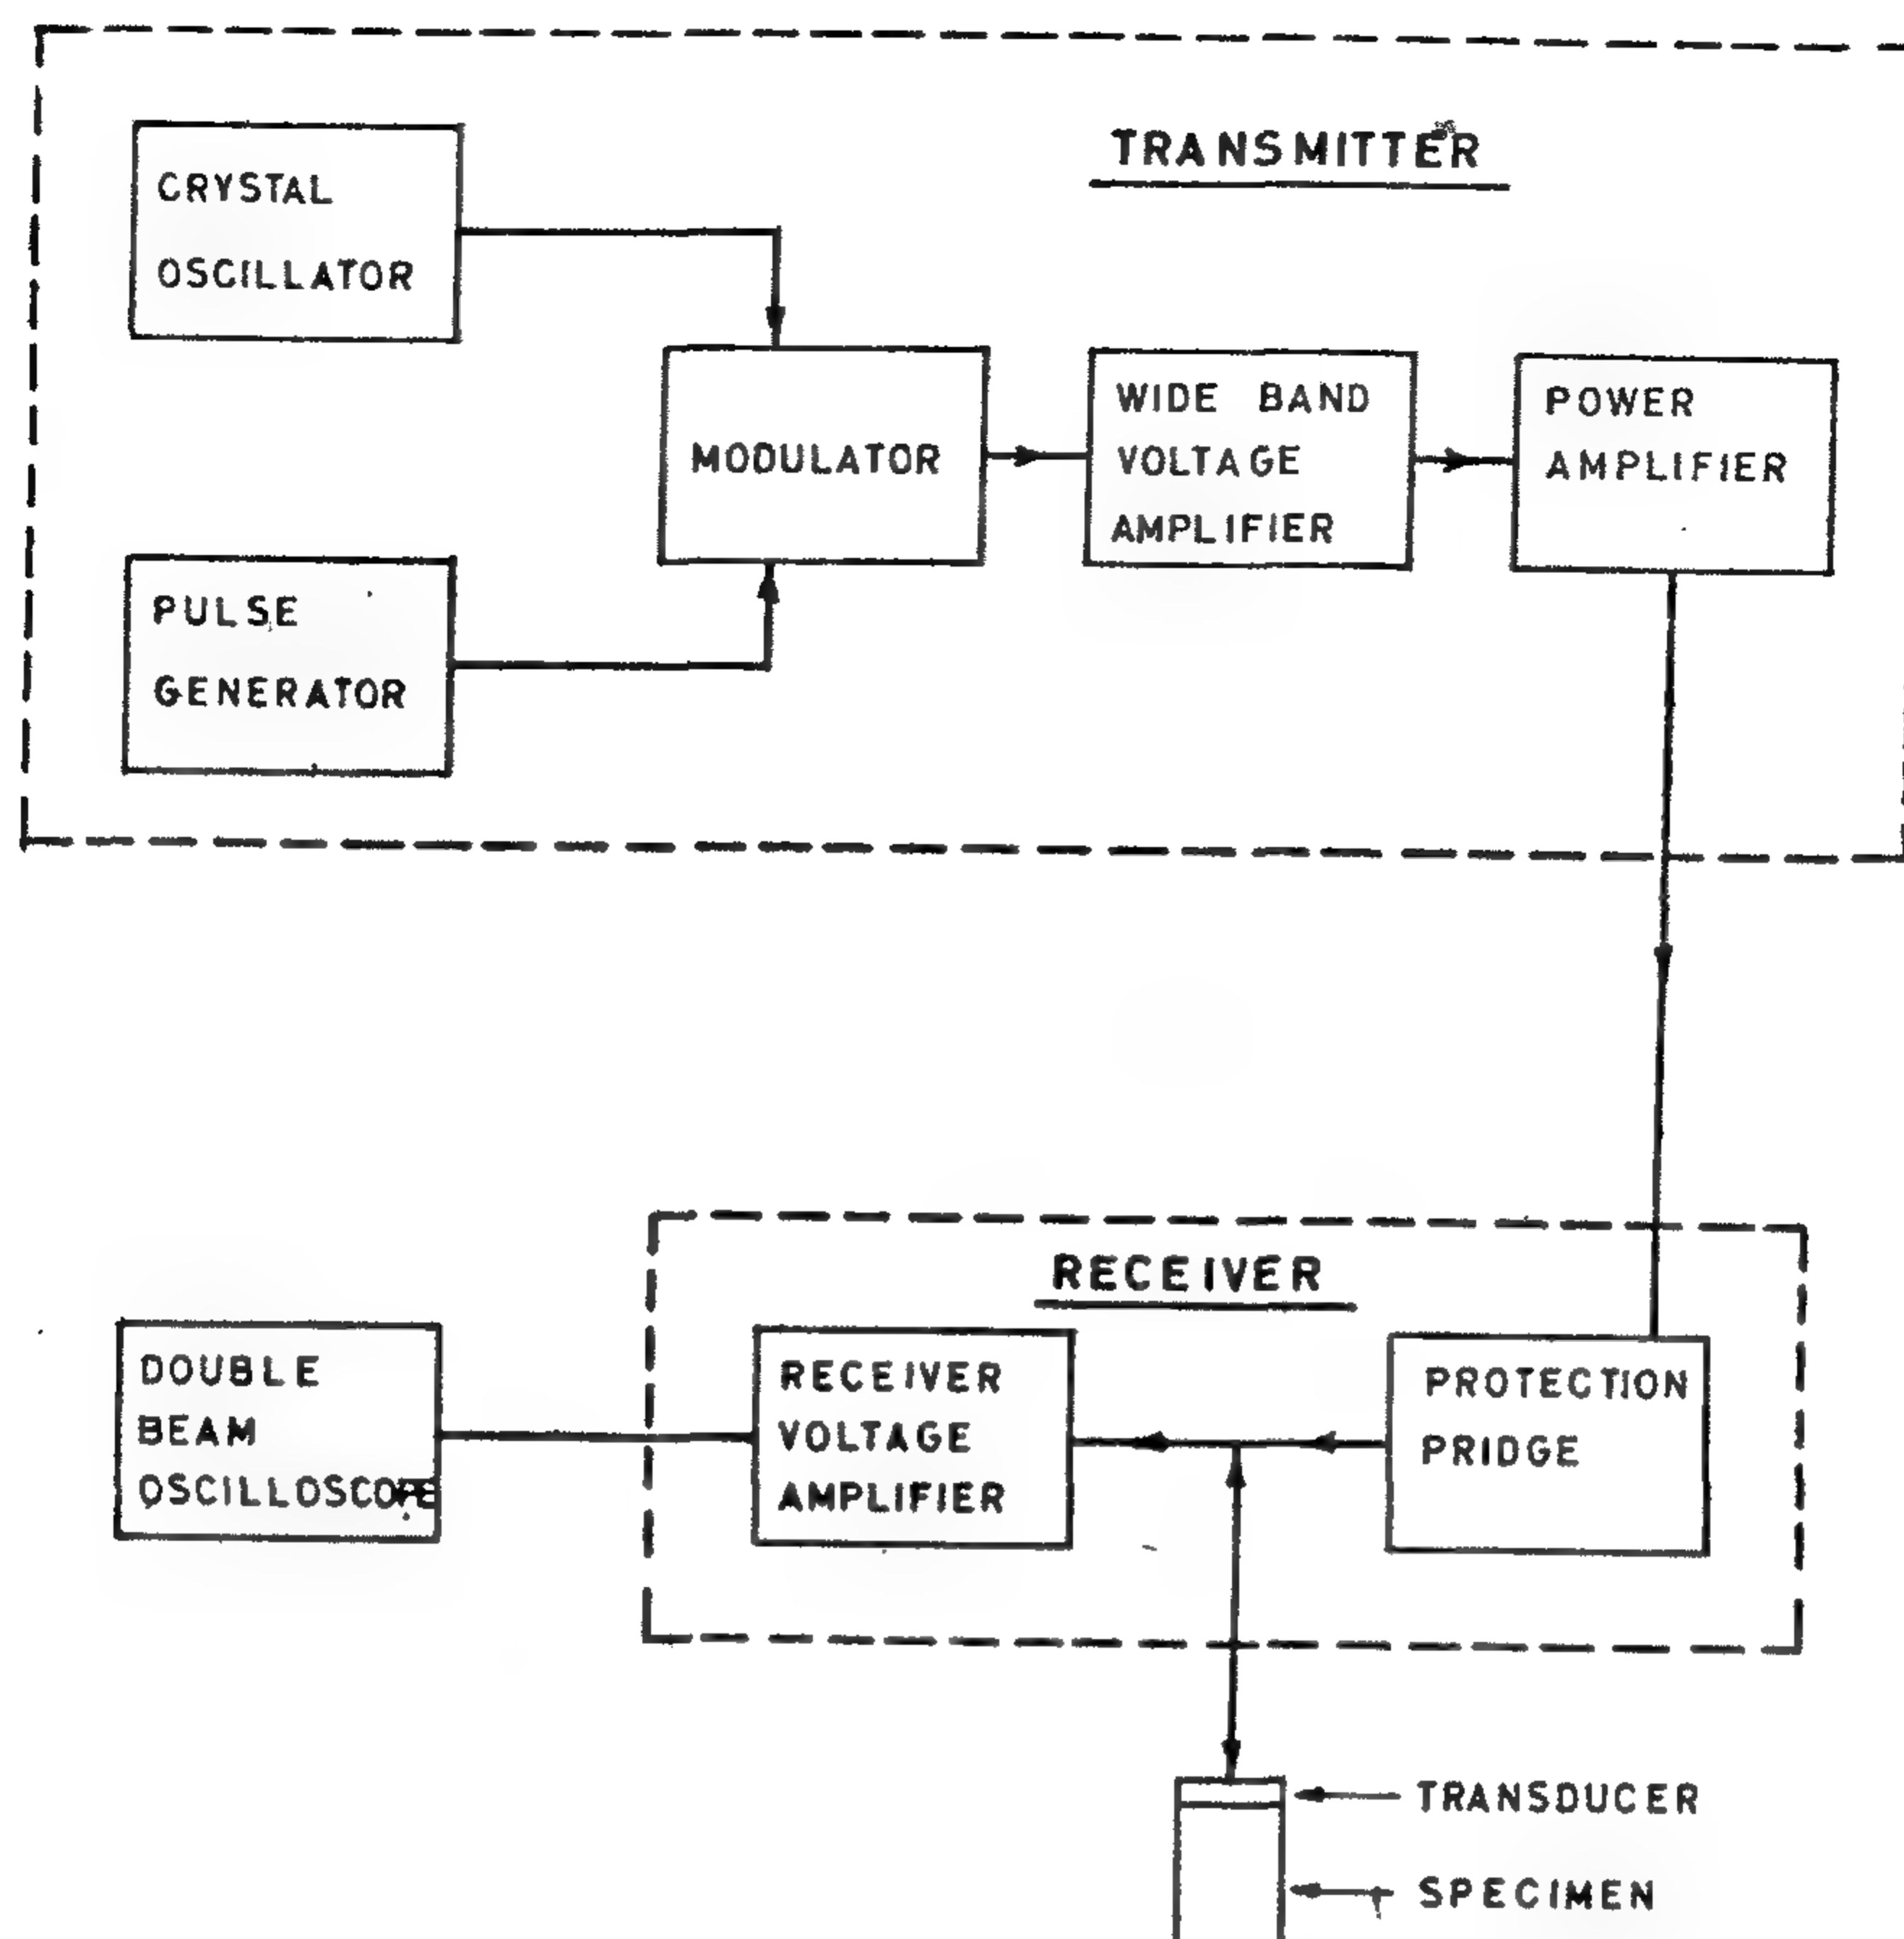 TRANSMITTER
CRYSTAL
OSCILLATOR
MODULATOR
WIDE BAND
VOLTAGE
AMPLIFIER
POWER
AMPLIFIER
PULSE
GENERATOR
RECEIVER
DOUBLE
BEAM
OSCILLOSCOPE
RECEIVER
VOLTAGE
AMPLIFIER
PROTECTION
PRIDGE
TRANSDUCER
SPECIMEN